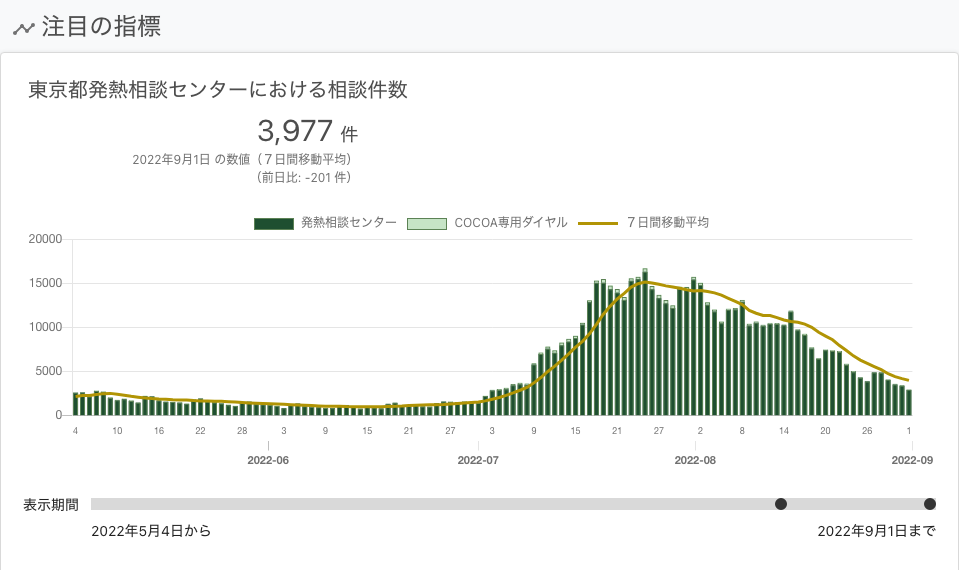 注目の指標
東京都発熱相談センターにおける相談件数
3,977 件
2022年9月1日 の数値（７日間移動平均）
（前日比: -201 件）
発熱相談センター COCOA専用ダイヤル ７日間移動平均
20000
15000
10000
5000
0
4 10 16 22 28 3 9 15 21 27 3 9 15 21 27 2 8 14 20 26 1
2022-06 2022-07 2022-08 2022-09
表示期間
2022年5月4日から 2022年9月1日まで